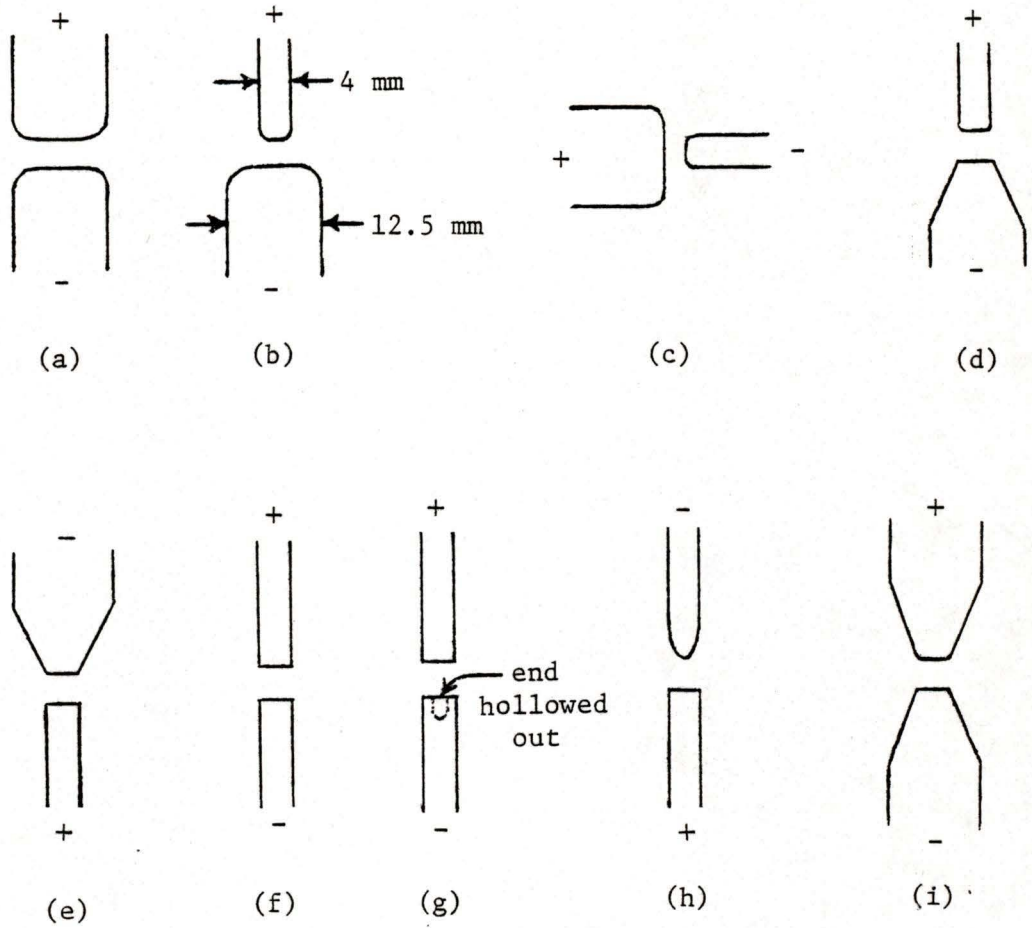 +
+
4 mm
12.5 mm
-
-
+
-
+
-
(a)
(b)
(c)
(d)
-
+
+
-
+
end
hollowed
out
-
-
+
+
-
(e)
(f)
(g)
(h)
(i)